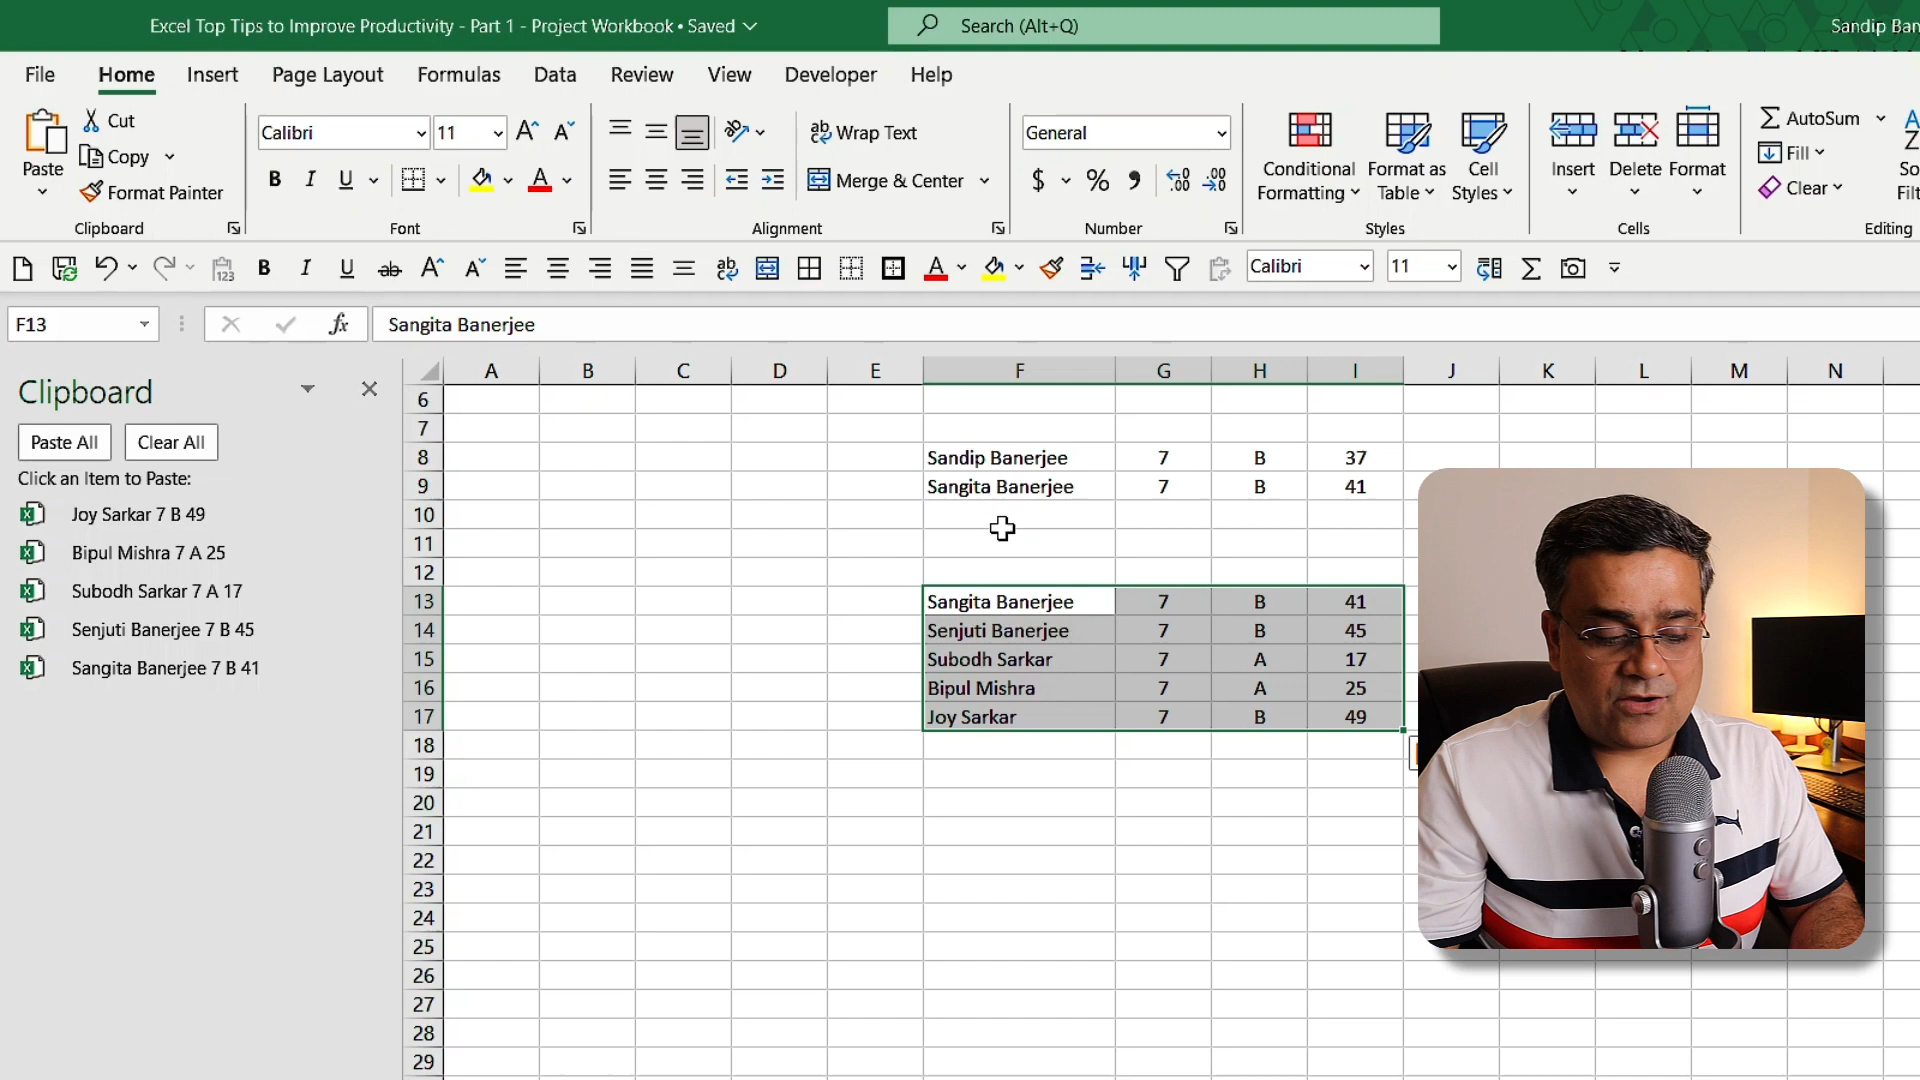 Excel Top Tips to Improve Productivity - Part 1 - Project Workbook • Saved
Search (Alt+Q)
Sandip Ban
File Home Insert Page Layout Formulas Data Review View Developer Help
Paste
Cut
Copy
Format Painter
Clipboard
Calibri 11
B I U A
Font
Wrap Text
Merge & Center
Alignment
General
$ % ,
Number
Conditional Formatting
Format as Table
Cell Styles
Styles
Insert Delete Format
Cells
AutoSum
Fill
Clear
So
Filt
Editing
B I U ab A A A Calibri 11
F13 fx Sangita Banerjee
Clipboard
Paste All Clear All
Click an Item to Paste:
Joy Sarkar 7 B 49
Bipul Mishra 7 A 25
Subodh Sarkar 7 A 17
Senjuti Banerjee 7 B 45
Sangita Banerjee 7 B 41
A B C D E F G H I J K L M N
6
7
8 Sandip Banerjee 7 B 37
9 Sangita Banerjee 7 B 41
10
11
12
13 Sangita Banerjee 7 B 41
14 Senjuti Banerjee 7 B 45
15 Subodh Sarkar 7 A 17
16 Bipul Mishra 7 A 25
17 Joy Sarkar 7 B 49
18
19
20
21
22
23
24
25
26
27
28
29